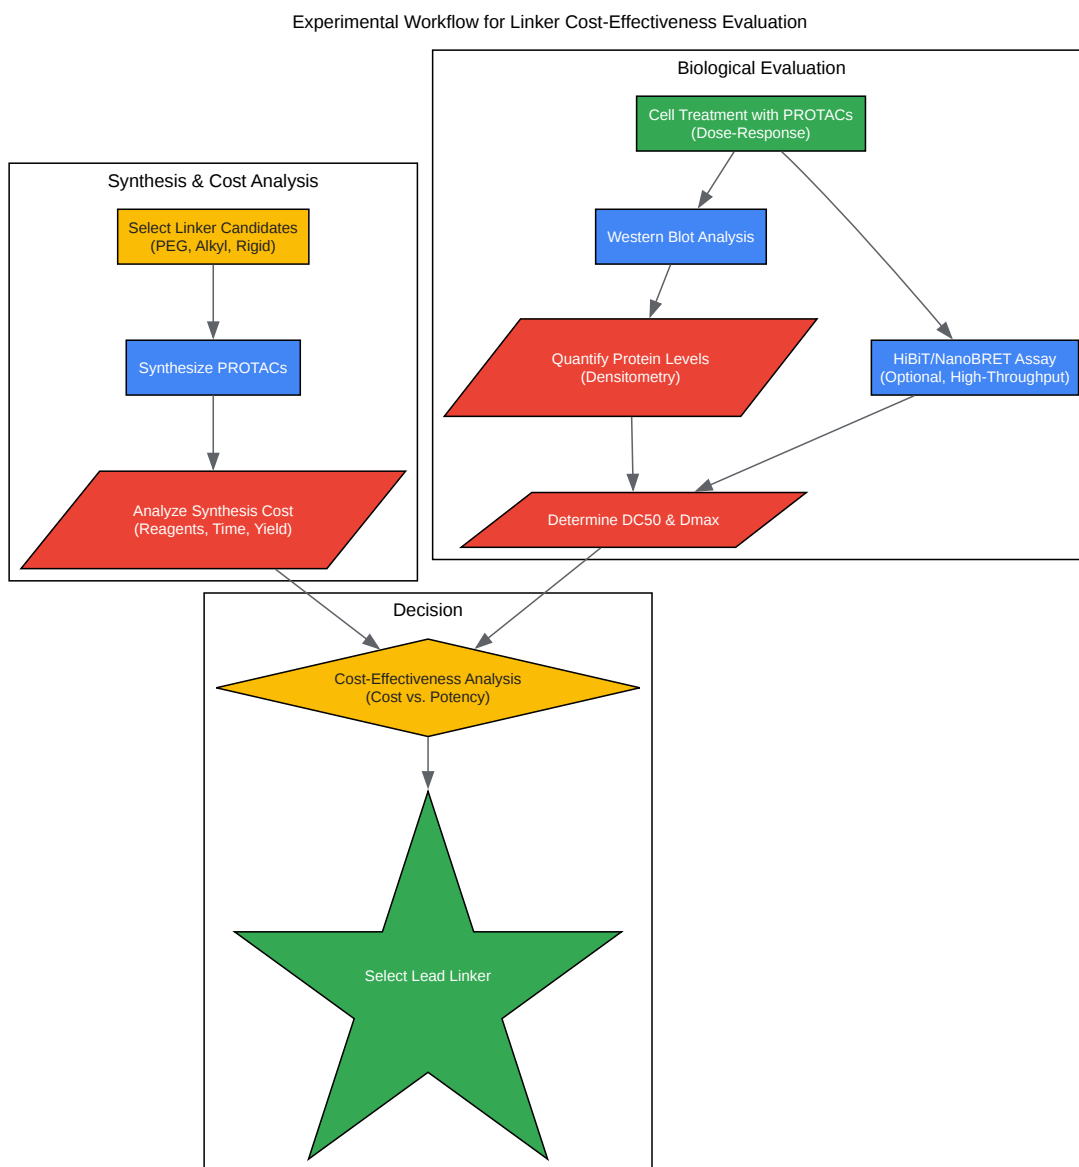 Experimental Workflow for Linker Cost-Effectiveness Evaluation
Biological Evaluation
Cell Treatment with PROTACs
(Dose-Response)
Synthesis & Cost Analysis
Select Linker Candidates
(PEG, Alkyl, Rigid)
Western Blot Analysis
Synthesize PROTACs
Quantify Protein Levels
(Densitometry)
HiBiT/NanoBRET Assay
(Optional, High-Throughput)
Analyze Synthesis Cost
(Reagents, Time, Yield)
Determine DC50 & Dmax
Decision
Cost-Effectiveness Analysis
(Cost vs. Potency)
Select Lead Linker